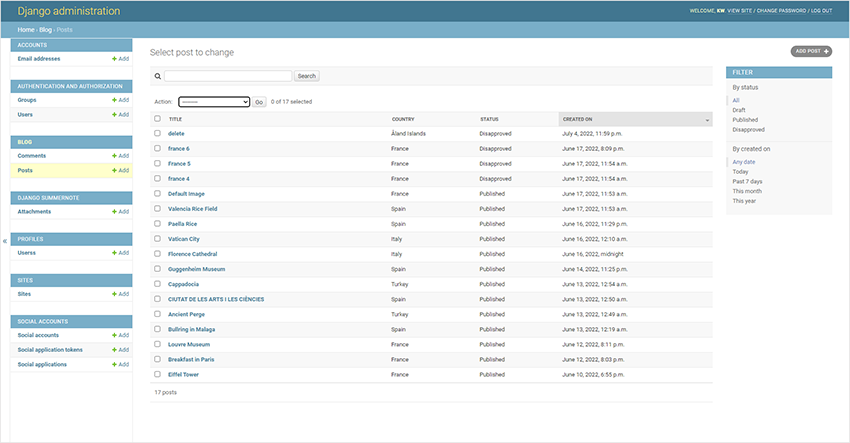 Django administration
WELCOME, KW. VIEW SITE / CHANGE PASSWORD / LOG OUT
Home › Blog › Posts
ACCOUNTS
Email addresses + Add
AUTHENTICATION AND AUTHORIZATION
Groups + Add
Users + Add
BLOG
Comments + Add
Posts + Add
DJANGO SUMMERNOTE
Attachments + Add
PROFILES
Userss + Add
SITES
Sites + Add
SOCIAL ACCOUNTS
Social accounts + Add
Social application tokens + Add
Social applications + Add
«
Select post to change
ADD POST +
Search
Action: --------- Go 0 of 17 selected
TITLE COUNTRY STATUS CREATED ON
delete Åland Islands Disapproved July 4, 2022, 11:59 p.m.
france 6 France Disapproved June 17, 2022, 8:09 p.m.
France 5 France Disapproved June 17, 2022, 11:54 a.m.
france 4 France Disapproved June 17, 2022, 11:54 a.m.
Default Image France Published June 17, 2022, 11:53 a.m.
Valencia Rice Field Spain Published June 17, 2022, 11:53 a.m.
Paella Rice Spain Published June 16, 2022, 11:29 p.m.
Vatican City Italy Published June 16, 2022, 12:10 a.m.
Florence Cathedral Italy Published June 16, 2022, midnight
Guggenheim Museum Spain Published June 14, 2022, 11:25 p.m.
Cappadocia Turkey Published June 13, 2022, 12:54 a.m.
CIUTAT DE LES ARTS I LES CIÈNCIES Spain Published June 13, 2022, 12:50 a.m.
Ancient Perge Turkey Published June 13, 2022, 12:49 a.m.
Bullring in Malaga Spain Published June 13, 2022, 12:19 a.m.
Louvre Museum France Published June 12, 2022, 8:11 p.m.
Breakfast in Paris France Published June 12, 2022, 8:03 p.m.
Eiffel Tower France Published June 10, 2022, 6:55 p.m.
17 posts
FILTER
By status
All
Draft
Published
Disapproved
By created on
Any date
Today
Past 7 days
This month
This year